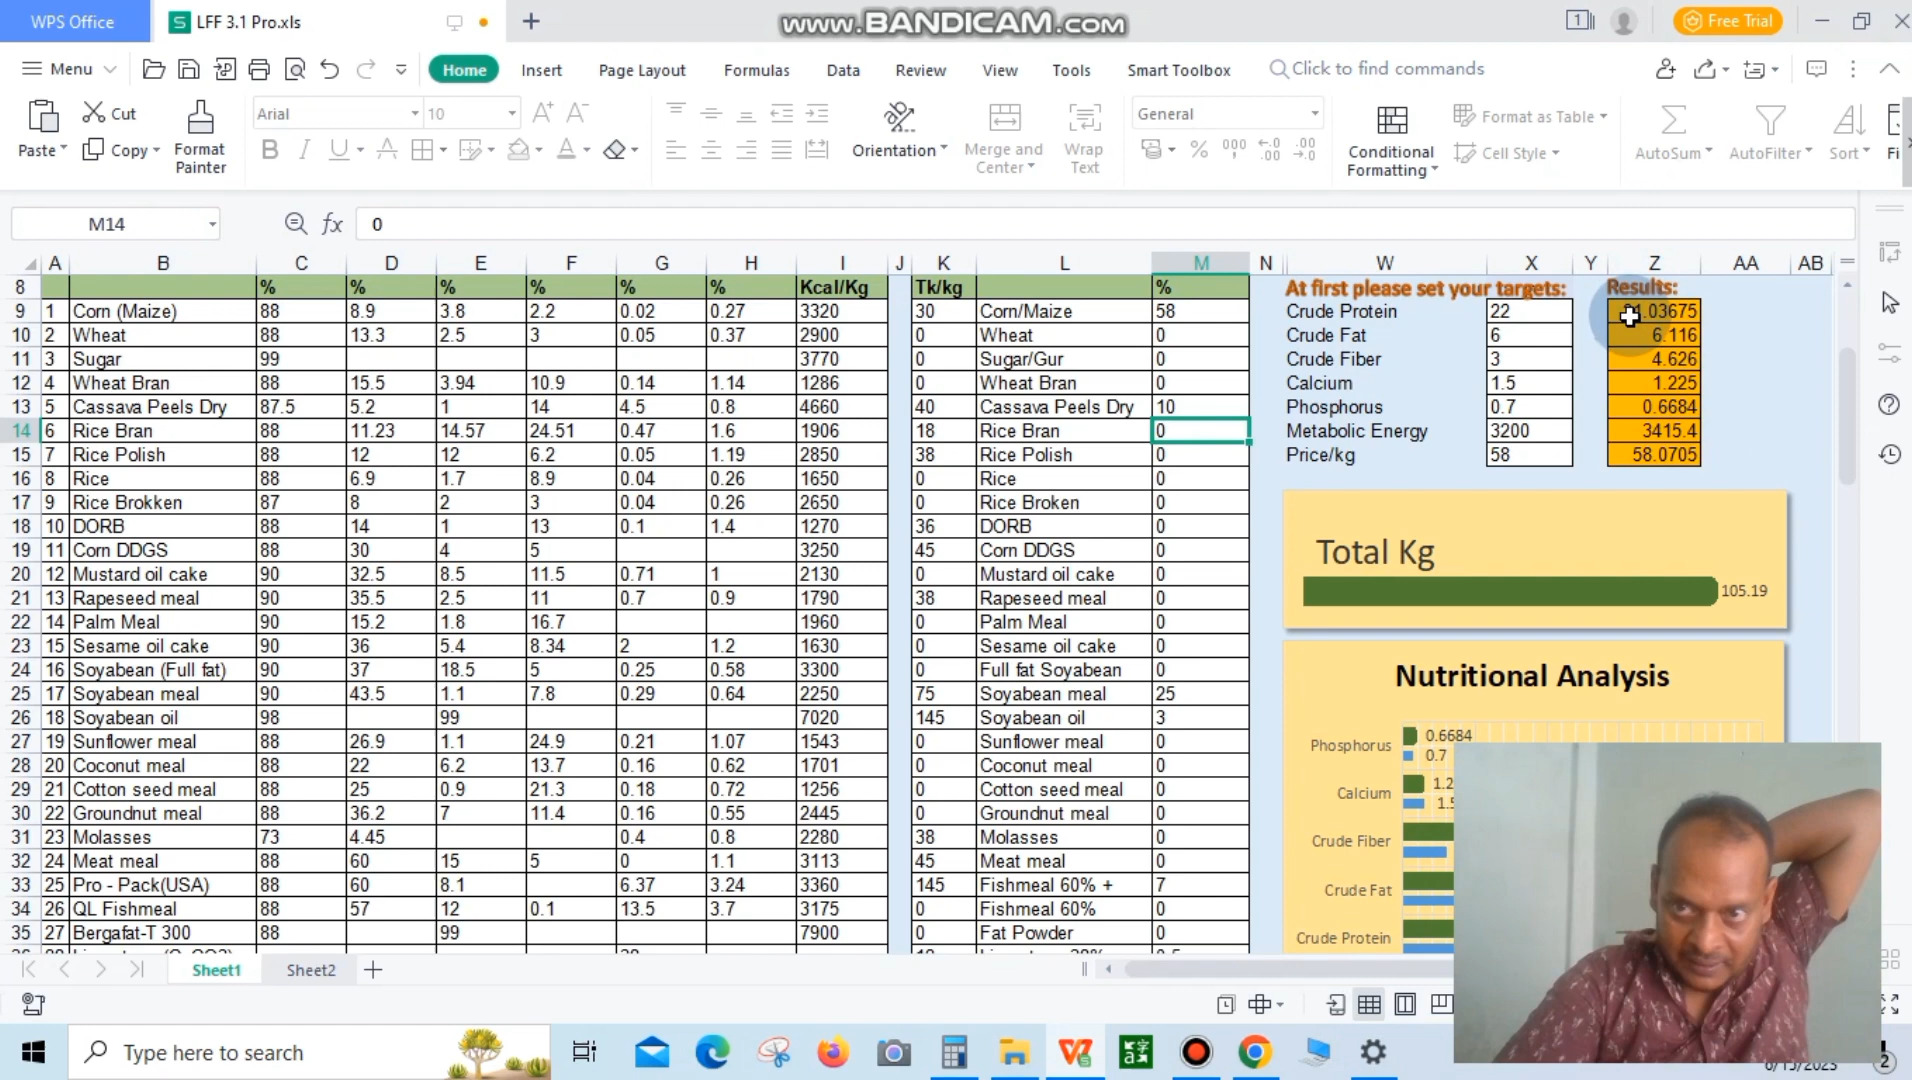 WPS Office
LFF 3.1 Pro.xls
www.BANDICAM.com
Free Trial
Menu
Home Insert Page Layout Formulas Data Review View Tools Smart Toolbox Click to find commands
Paste Cut Copy Format Painter Arial 10 Orientation Merge and Center Wrap Text General Conditional Formatting Format as Table Cell Style AutoSum AutoFilter Sort
M14 fx 0
A B C D E F G H I J K L M N W X Y Z AA AB
8 % % % % % % Kcal/Kg Tk/kg % At first please set your targets: Results:
9 1 Corn (Maize) 88 8.9 3.8 2.2 0.02 0.27 3320 30 Corn/Maize 58 Crude Protein 22 .03675
10 2 Wheat 88 13.3 2.5 3 0.05 0.37 2900 0 Wheat 0 Crude Fat 6 6.116
11 3 Sugar 99 3770 0 Sugar/Gur 0 Crude Fiber 3 4.626
12 4 Wheat Bran 88 15.5 3.94 10.9 0.14 1.14 1286 0 Wheat Bran 0 Calcium 1.5 1.225
13 5 Cassava Peels Dry 87.5 5.2 1 14 4.5 0.8 4660 40 Cassava Peels Dry 10 Phosphorus 0.7 0.6684
14 6 Rice Bran 88 11.23 14.57 24.51 0.47 1.6 1906 18 Rice Bran 0 Metabolic Energy 3200 3415.4
15 7 Rice Polish 88 12 12 6.2 0.05 1.19 2850 38 Rice Polish 0 Price/kg 58 58.0705
16 8 Rice 88 6.9 1.7 8.9 0.04 0.26 1650 0 Rice 0
17 9 Rice Brokken 87 8 2 3 0.04 0.26 2650 0 Rice Broken 0
18 10 DORB 88 14 1 13 0.1 1.4 1270 36 DORB 0
19 11 Corn DDGS 88 30 4 5 3250 45 Corn DDGS 0
20 12 Mustard oil cake 90 32.5 8.5 11.5 0.71 1 2130 0 Mustard oil cake 0
21 13 Rapeseed meal 90 35.5 2.5 11 0.7 0.9 1790 38 Rapeseed meal 0
22 14 Palm Meal 90 15.2 1.8 16.7 1960 0 Palm Meal 0
23 15 Sesame oil cake 90 36 5.4 8.34 2 1.2 1630 0 Sesame oil cake 0
24 16 Soyabean (Full fat) 90 37 18.5 5 0.25 0.58 3300 0 Full fat Soyabean 0
25 17 Soyabean meal 90 43.5 1.1 7.8 0.29 0.64 2250 75 Soyabean meal 25
26 18 Soyabean oil 98 99 7020 145 Soyabean oil 3
27 19 Sunflower meal 88 26.9 1.1 24.9 0.21 1.07 1543 0 Sunflower meal 0
28 20 Coconut meal 88 22 6.2 13.7 0.16 0.62 1701 0 Coconut meal 0
29 21 Cotton seed meal 88 25 0.9 21.3 0.18 0.72 1256 0 Cotton seed meal 0
30 22 Groundnut meal 88 36.2 7 11.4 0.16 0.55 2445 0 Groundnut meal 0
31 23 Molasses 73 4.45 0.4 0.8 2280 38 Molasses 0
32 24 Meat meal 88 60 15 5 0 1.1 3113 45 Meat meal 0
33 25 Pro - Pack(USA) 88 60 8.1 6.37 3.24 3360 145 Fishmeal 60% + 7
34 26 QL Fishmeal 88 57 12 0.1 13.5 3.7 3175 0 Fishmeal 60% 0
35 27 Bergafat-T 300 88 99 7900 0 Fat Powder 0
Total Kg
105.19
Nutritional Analysis
Phosphorus 0.6684
0.7
Calcium 1.2
1.5
Crude Fiber
Crude Fat
Crude Protein
Sheet1 Sheet2
Type here to search